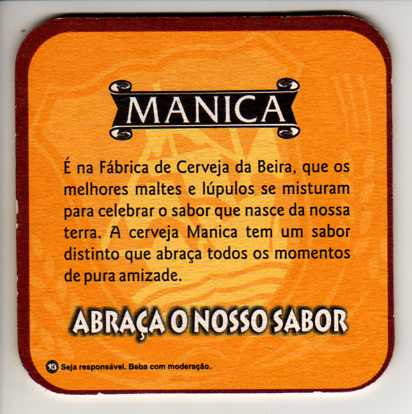 MANICA
É na Fábrica de Cerveja da Beira, que os
melhores maltes e lúpulos se misturam
para celebrar o sabor que nasce da nossa
terra. A cerveja Manica tem um sabor
distinto que abraça todos os momentos
de pura amizade.
ABRAÇA O NOSSO SABOR
Seja responsável. Beba com moderação.